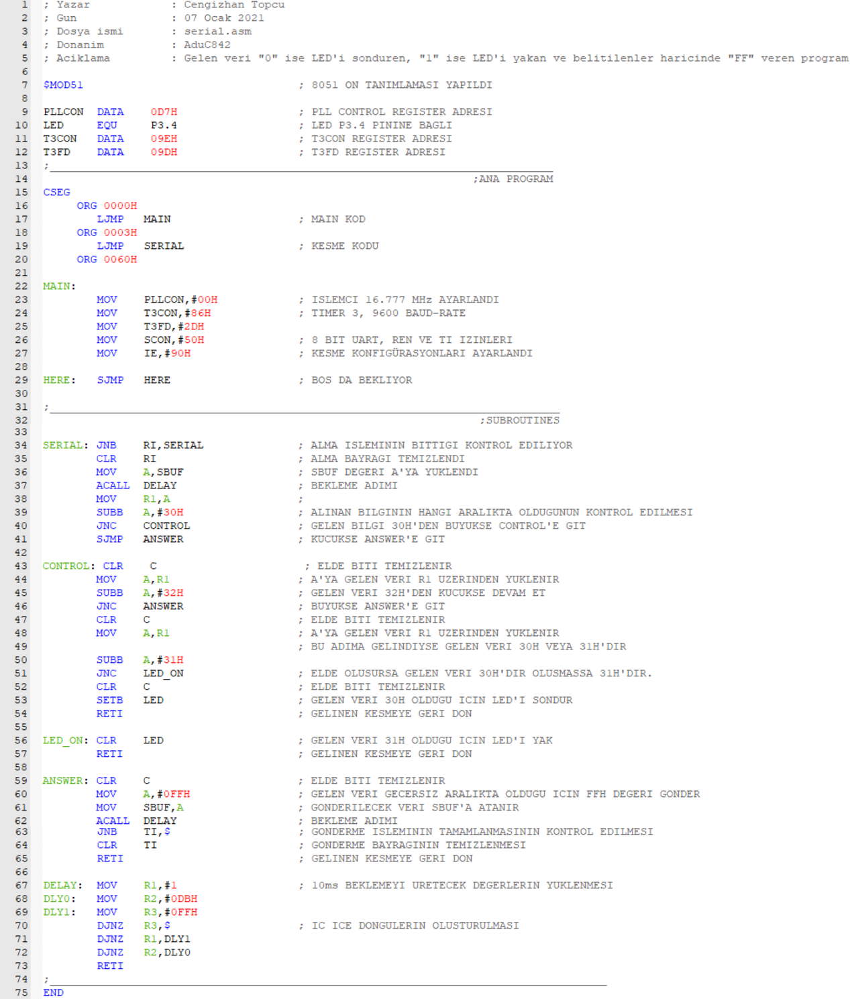 1 ; Yazar : Cengizhan Topcu
2 ; Gun : 07 Ocak 2021
3 ; Dosya ismi : serial.asm
4 ; Donanim : AduC842
5 ; Aciklama : Gelen veri "0" ise LED'i sonduren, "1" ise LED'i yakan ve belitilenler haricinde "FF" veren program
6
7 $MOD51 ; 8051 ON TANIMLAMASI YAPILDI
8
9 PLLCON DATA 0D7H ; PLL CONTROL REGISTER ADRESI
10 LED EQU P3.4 ; LED P3.4 PININE BAGLI
11 T3CON DATA 09EH ; T3CON REGISTER ADRESI
12 T3FD DATA 09DH ; T3FD REGISTER ADRESI
13 ;
14 ;ANA PROGRAM
15 CSEG
16 ORG 0000H
17 LJMP MAIN ; MAIN KOD
18 ORG 0003H
19 LJMP SERIAL ; KESME KODU
20 ORG 0060H
21
22 MAIN:
23 MOV PLLCON,#00H ; ISLEMCI 16.777 MHz AYARLANDI
24 MOV T3CON,#86H ; TIMER 3, 9600 BAUD-RATE
25 MOV T3FD,#2DH
26 MOV SCON,#50H ; 8 BIT UART, REN VE TI IZINLERI
27 MOV IE,#90H ; KESME KONFIGÜRASYONLARI AYARLANDI
28
29 HERE: SJMP HERE ; BOS DA BEKLIYOR
30
31 ;
32 ;SUBROUTINES
33
34 SERIAL: JNB RI,SERIAL ; ALMA ISLEMININ BITTIGI KONTROL EDILIYOR
35 CLR RI ; ALMA BAYRAGI TEMIZLENDI
36 MOV A,SBUF ; SBUF DEGERI A'YA YUKLENDI
37 ACALL DELAY ; BEKLEME ADIMI
38 MOV R1,A ;
39 SUBB A,#30H ; ALINAN BILGININ HANGI ARALIKTA OLDUGUNUN KONTROL EDILMESI
40 JNC CONTROL ; GELEN BILGI 30H'DEN BUYUKSE CONTROL'E GIT
41 SJMP ANSWER ; KUCUKSE ANSWER'E GIT
42
43 CONTROL: CLR C ; ELDE BITI TEMIZLENIR
44 MOV A,R1 ; A'YA GELEN VERI R1 UZERINDEN YUKLENIR
45 SUBB A,#32H ; GELEN VERI 32H'DEN KUCUKSE DEVAM ET
46 JNC ANSWER ; BUYUKSE ANSWER'E GIT
47 CLR C ; ELDE BITI TEMIZLENIR
48 MOV A,R1 ; A'YA GELEN VERI R1 UZERINDEN YUKLENIR
49 ; BU ADIMA GELINDIYSE GELEN VERI 30H VEYA 31H'DIR
50 SUBB A,#31H
51 JNC LED_ON ; ELDE OLUSURSA GELEN VERI 30H'DIR OLUSMASSA 31H'DIR.
52 CLR C ; ELDE BITI TEMIZLENIR
53 SETB LED ; GELEN VERI 30H OLDUGU ICIN LED'I SONDUR
54 RETI ; GELINEN KESMEYE GERI DON
55
56 LED_ON: CLR LED ; GELEN VERI 31H OLDUGU ICIN LED'I YAK
57 RETI ; GELINEN KESMEYE GERI DON
58
59 ANSWER: CLR C ; ELDE BITI TEMIZLENIR
60 MOV A,#0FFH ; GELEN VERI GECERSIZ ARALIKTA OLDUGU ICIN FFH DEGERI GONDER
61 MOV SBUF,A ; GONDERILECEK VERI SBUF'A ATANIR
62 ACALL DELAY ; BEKLEME ADIMI
63 JNB TI,$ ; GONDERME ISLEMININ TAMAMLANMASININ KONTROL EDILMESI
64 CLR TI ; GONDERME BAYRAGININ TEMIZLENMESI
65 RETI ; GELINEN KESMEYE GERI DON
66
67 DELAY: MOV R1,#1 ; 10ms BEKLEMEYI URETECEK DEGERLERIN YUKLENMESI
68 DLY0: MOV R2,#0DBH
69 DLY1: MOV R3,#0FFH
70 DJNZ R3,$ ; IC ICE DONGULERIN OLUSTURULMASI
71 DJNZ R1,DLY1
72 DJNZ R2,DLY0
73 RETI
74 ;
75 END